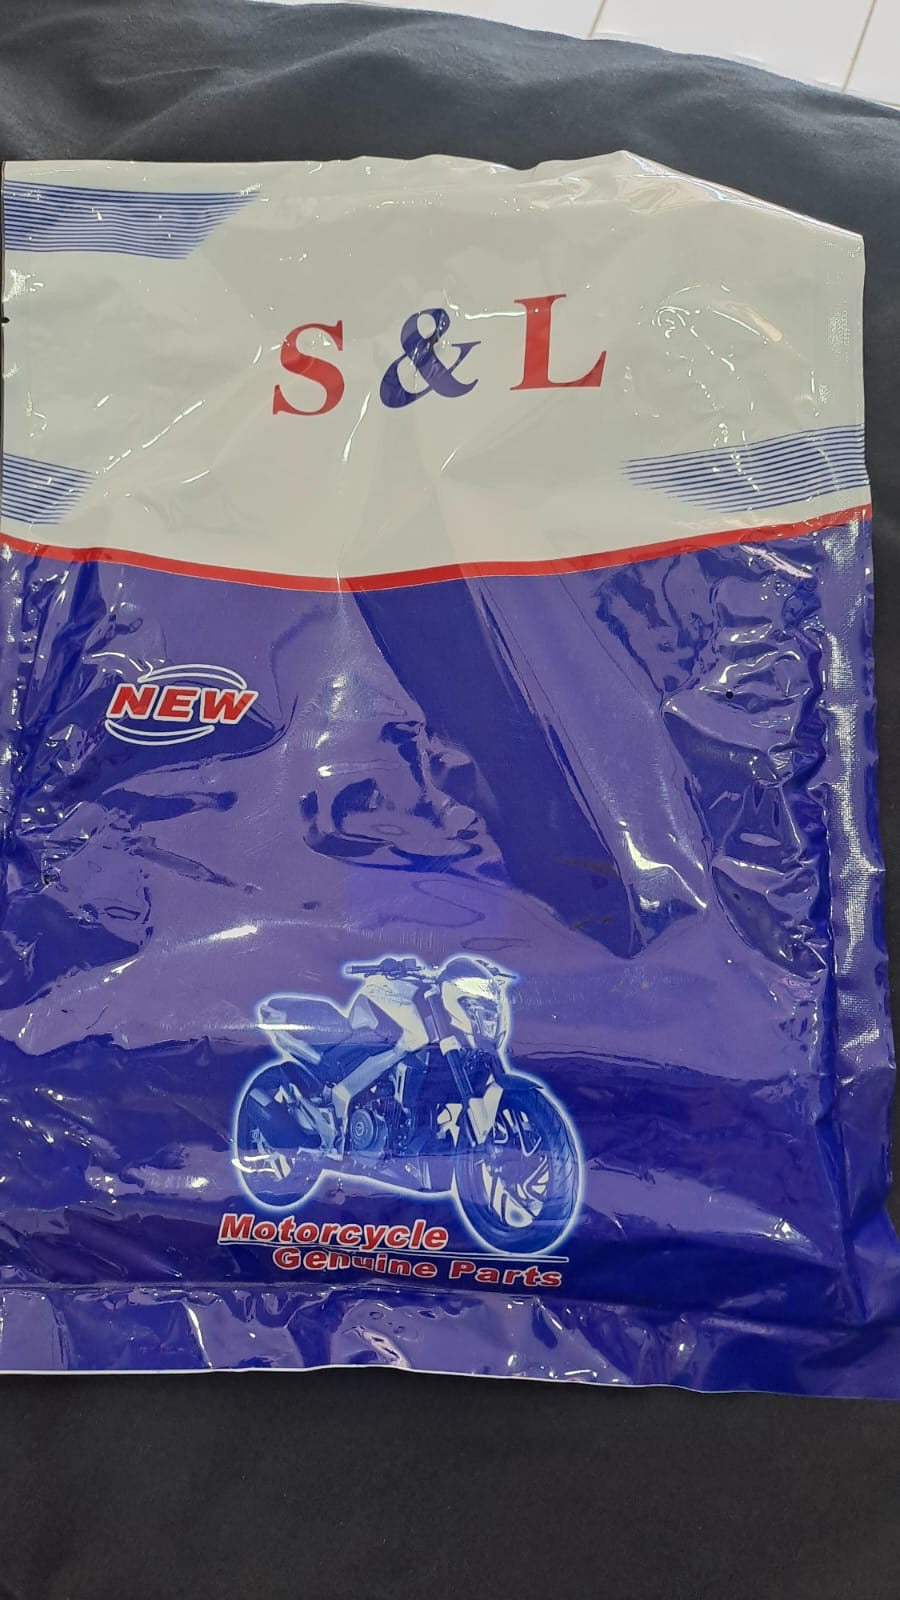 S & L
NEW
Motorcycle
Genuine Parts